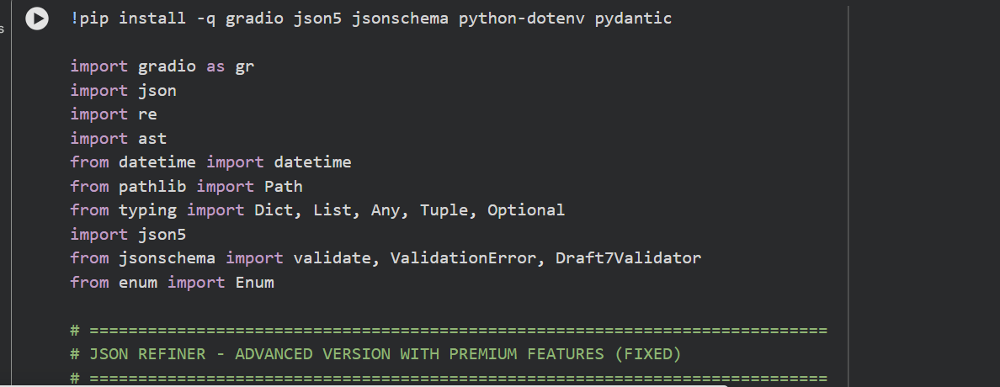 s
!pip install -q gradio json5 jsonschema python-dotenv pydantic
import gradio as gr
import json
import re
import ast
from datetime import datetime
from pathlib import Path
from typing import Dict, List, Any, Tuple, Optional
import json5
from jsonschema import validate, ValidationError, Draft7Validator
from enum import Enum
# ============================================================================
# JSON REFINER - ADVANCED VERSION WITH PREMIUM FEATURES (FIXED)
# ============================================================================